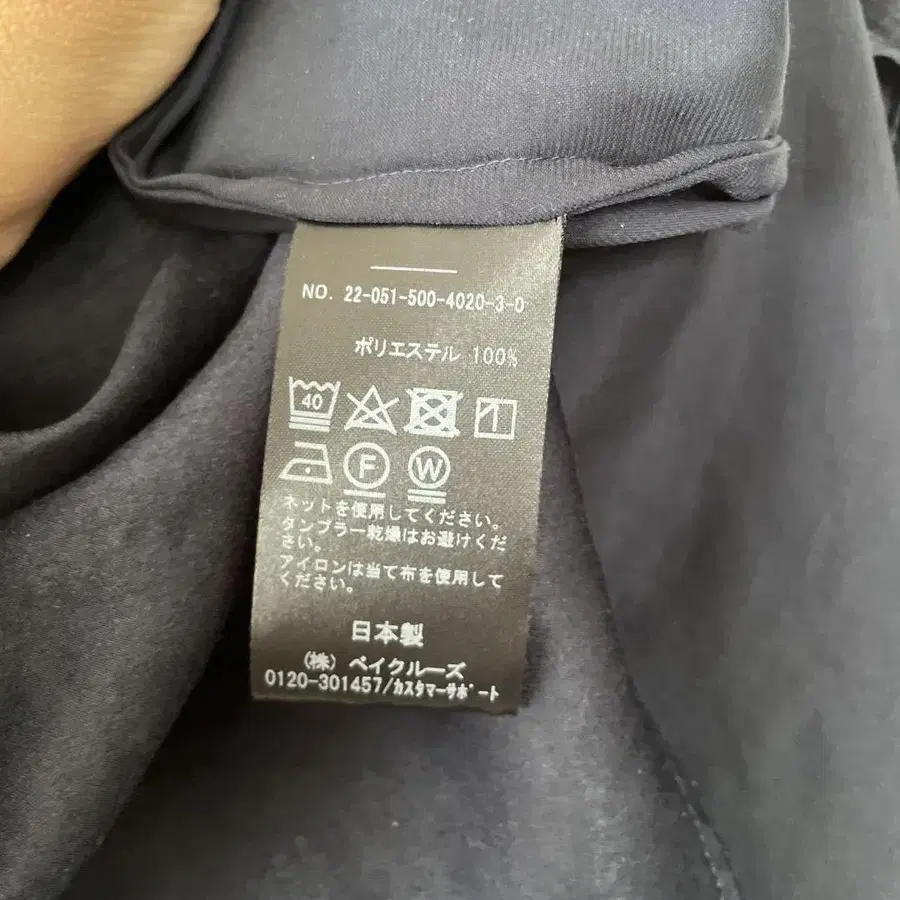 NO. 22-051-500-4020-3-0
ポリエステル 100%
40
F W
ネットを使用してください。
タンブラー乾燥はお避けくだ
さい。
アイロンは当て布を使用して
ください。
日本製
(株) ベイクルーズ
0120-301457/ｶｽﾀﾏｰｻﾎﾟｰﾄ